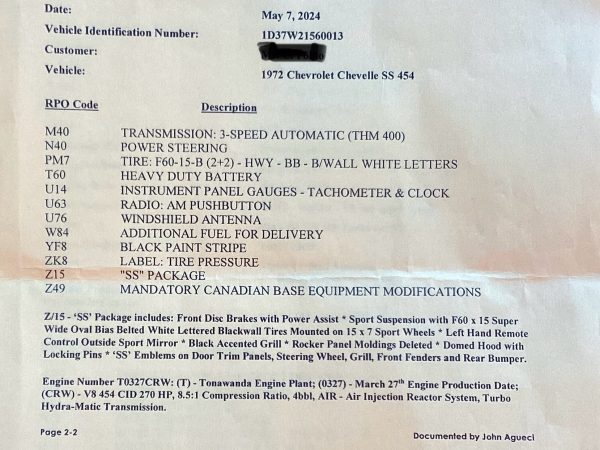 Date: May 7, 2024
Vehicle Identification Number: 1D37W21560013
Customer:
Vehicle: 1972 Chevrolet Chevelle SS 454
RPO Code Description
M40 TRANSMISSION: 3-SPEED AUTOMATIC (THM 400)
N40 POWER STEERING
PM7 TIRE: F60-15-B (2+2) - HWY - BB - B/WALL WHITE LETTERS
T60 HEAVY DUTY BATTERY
U14 INSTRUMENT PANEL GAUGES - TACHOMETER & CLOCK
U63 RADIO: AM PUSHBUTTON
U76 WINDSHIELD ANTENNA
W84 ADDITIONAL FUEL FOR DELIVERY
YF8 BLACK PAINT STRIPE
ZK8 LABEL: TIRE PRESSURE
Z15 "SS" PACKAGE
Z49 MANDATORY CANADIAN BASE EQUIPMENT MODIFICATIONS
Z/15 - 'SS' Package includes: Front Disc Brakes with Power Assist * Sport Suspension with F60 x 15 Super
Wide Oval Bias Belted White Lettered Blackwall Tires Mounted on 15 x 7 Sport Wheels * Left Hand Remote
Control Outside Sport Mirror * Black Accented Grill * Rocker Panel Moldings Deleted * Domed Hood with
Locking Pins * 'SS' Emblems on Door Trim Panels, Steering Wheel, Grill, Front Fenders and Rear Bumper.
Engine Number T0327CRW: (T) - Tonawanda Engine Plant; (0327) - March 27th Engine Production Date;
(CRW) - V8 454 CID 270 HP, 8.5:1 Compression Ratio, 4bbl, AIR - Air Injection Reactor System, Turbo
Hydra-Matic Transmission.
Page 2-2 Documented by John Agueci